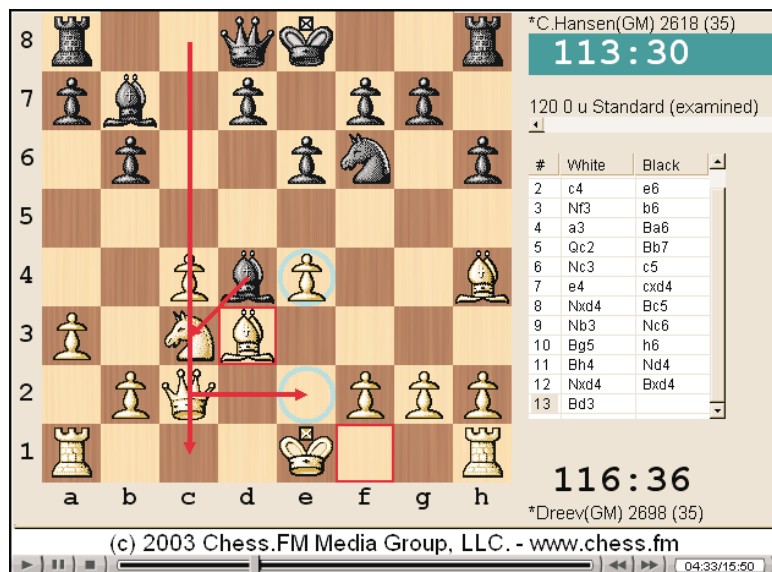 *C.Hansen(GM) 2618 (35)
113:30
120 0 u Standard (examined)
# White Black
2 c4 e6
3 Nf3 b6
4 a3 Ba6
5 Qc2 Bb7
6 Nc3 c5
7 e4 cxd4
8 Nxd4 Bc5
9 Nb3 Nc6
10 Bg5 h6
11 Bh4 Nd4
12 Nxd4 Bxd4
13 Bd3
116:36
*Dreev(GM) 2698 (35)
8
7
6
5
4
3
2
1
a b c d e f g h
(c) 2003 Chess.FM Media Group, LLC. - www.chess.fm
04:33/15:50